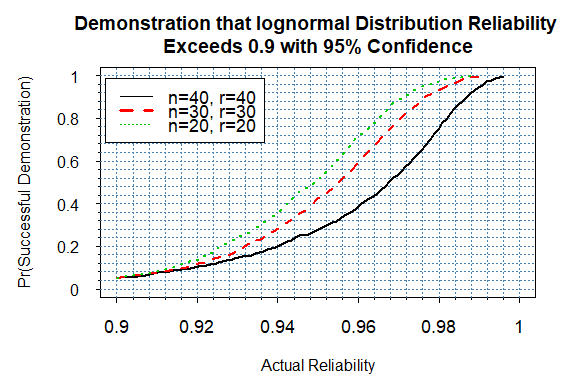 Demonstration that lognormal Distribution Reliability
Exceeds 0.9 with 95% Confidence
Pr(Successful Demonstration)
1
0.8
0.6
0.4
0.2
0
n=40, r=40
n=30, r=30
n=20, r=20
0.9 0.92 0.94 0.96 0.98 1
Actual Reliability